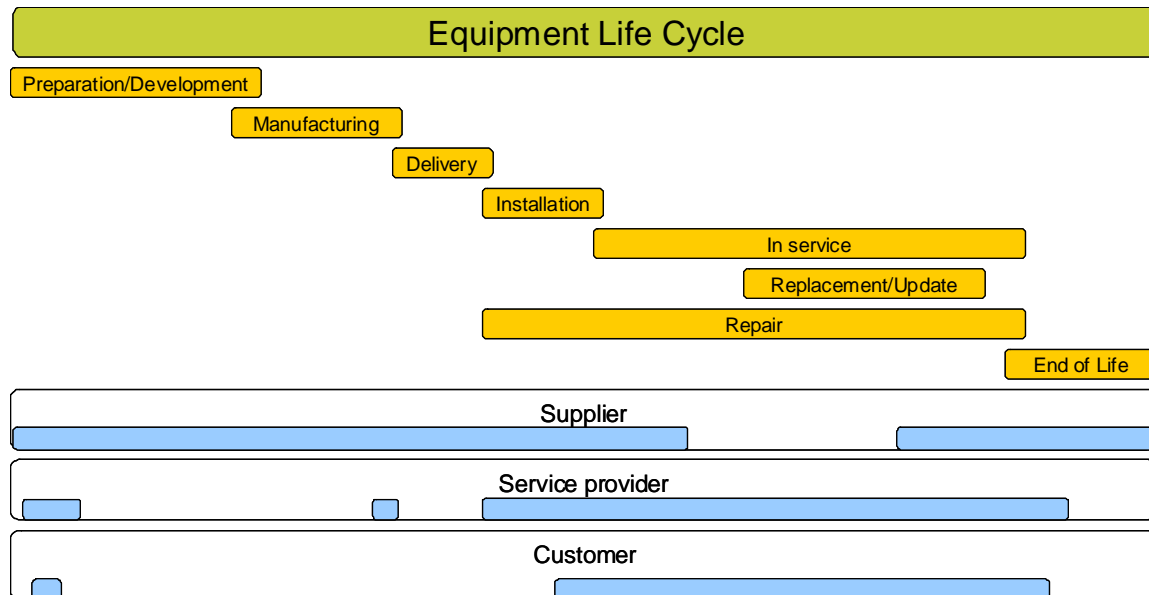 Equipment Life Cycle
Preparation/Development
Manufacturing
Delivery
Installation
In service
Replacement/Update
Repair
End of Life
Supplier
Service provider
Customer